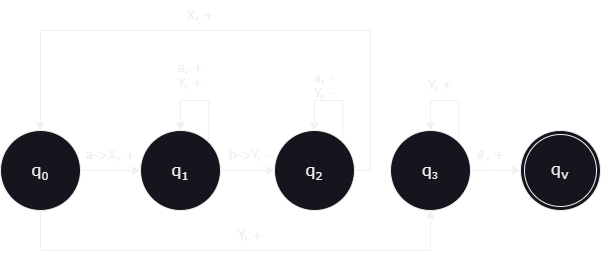 X, +
a, +
Y, +
a, -
Y, -
Y, +
a->X, +
b->Y, -
#, +
q₀
q₁
q₂
q₃
qᵥ
Y, +